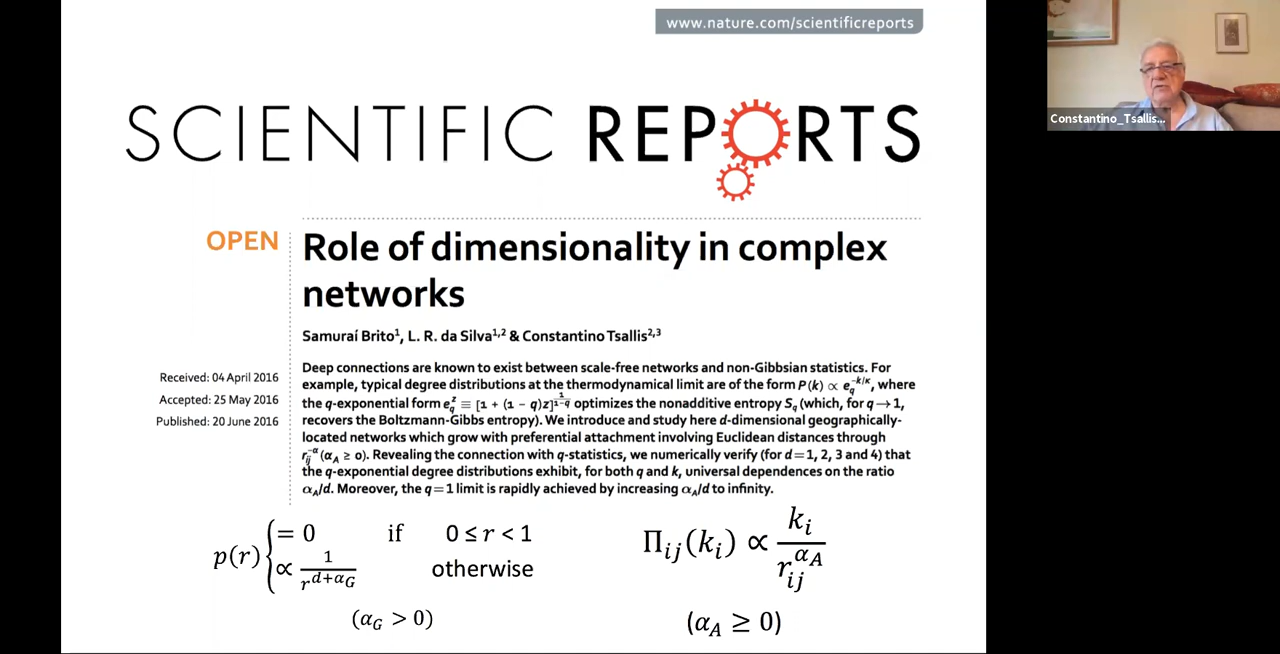 www.nature.com/scientificreports
Constantino_Tsallis...
SCIENTIFIC REPORTS
OPEN
Role of dimensionality in complex
networks
Samuraí Brito¹, L. R. da Silva¹,² & Constantino Tsallis²,³
Received: 04 April 2016
Accepted: 25 May 2016
Published: 20 June 2016
Deep connections are known to exist between scale-free networks and non-Gibbsian statistics. For
example, typical degree distributions at the thermodynamical limit are of the form P(k) ∝ e_q^{-k/κ}, where
the q-exponential form e_q^z ≡ [1 + (1 − q)z]^{1/(1−q)} optimizes the nonadditive entropy S_q (which, for q → 1,
recovers the Boltzmann-Gibbs entropy). We introduce and study here d-dimensional geographically-
located networks which grow with preferential attachment involving Euclidean distances through
r_{ij}^{-α_A} (α_A ≥ 0). Revealing the connection with q-statistics, we numerically verify (for d = 1, 2, 3 and 4) that
the q-exponential degree distributions exhibit, for both q and k, universal dependences on the ratio
α_A/d. Moreover, the q = 1 limit is rapidly achieved by increasing α_A/d to infinity.
p(r) { = 0 if 0 ≤ r < 1
∝ 1/r^{d+α_G} otherwise
(α_G > 0)
Π_{ij}(k_i) ∝ k_i/r_{ij}^{α_A}
(α_A ≥ 0)